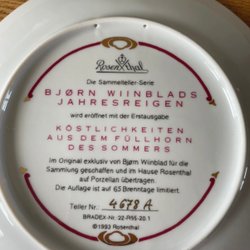 Rosenthal
Die Sammelteller-Serie
BJØRN WIINBLADS
JAHRESREIGEN
wird eröffnet mit der Erstausgabe
KÖSTLICHKEITEN
AUS DEM FÜLLHORN
DES SOMMERS
Im Original exklusiv von Bjørn Wiinblad für die
Sammlung geschaffen und im Hause Rosenthal
auf Porzellan übertragen.
Die Auflage ist auf 65 Brenntage limitiert.
Teller Nr. 4678 A
BRADEX-Nr. 22-R55-20.1
©1993 Rosenthal